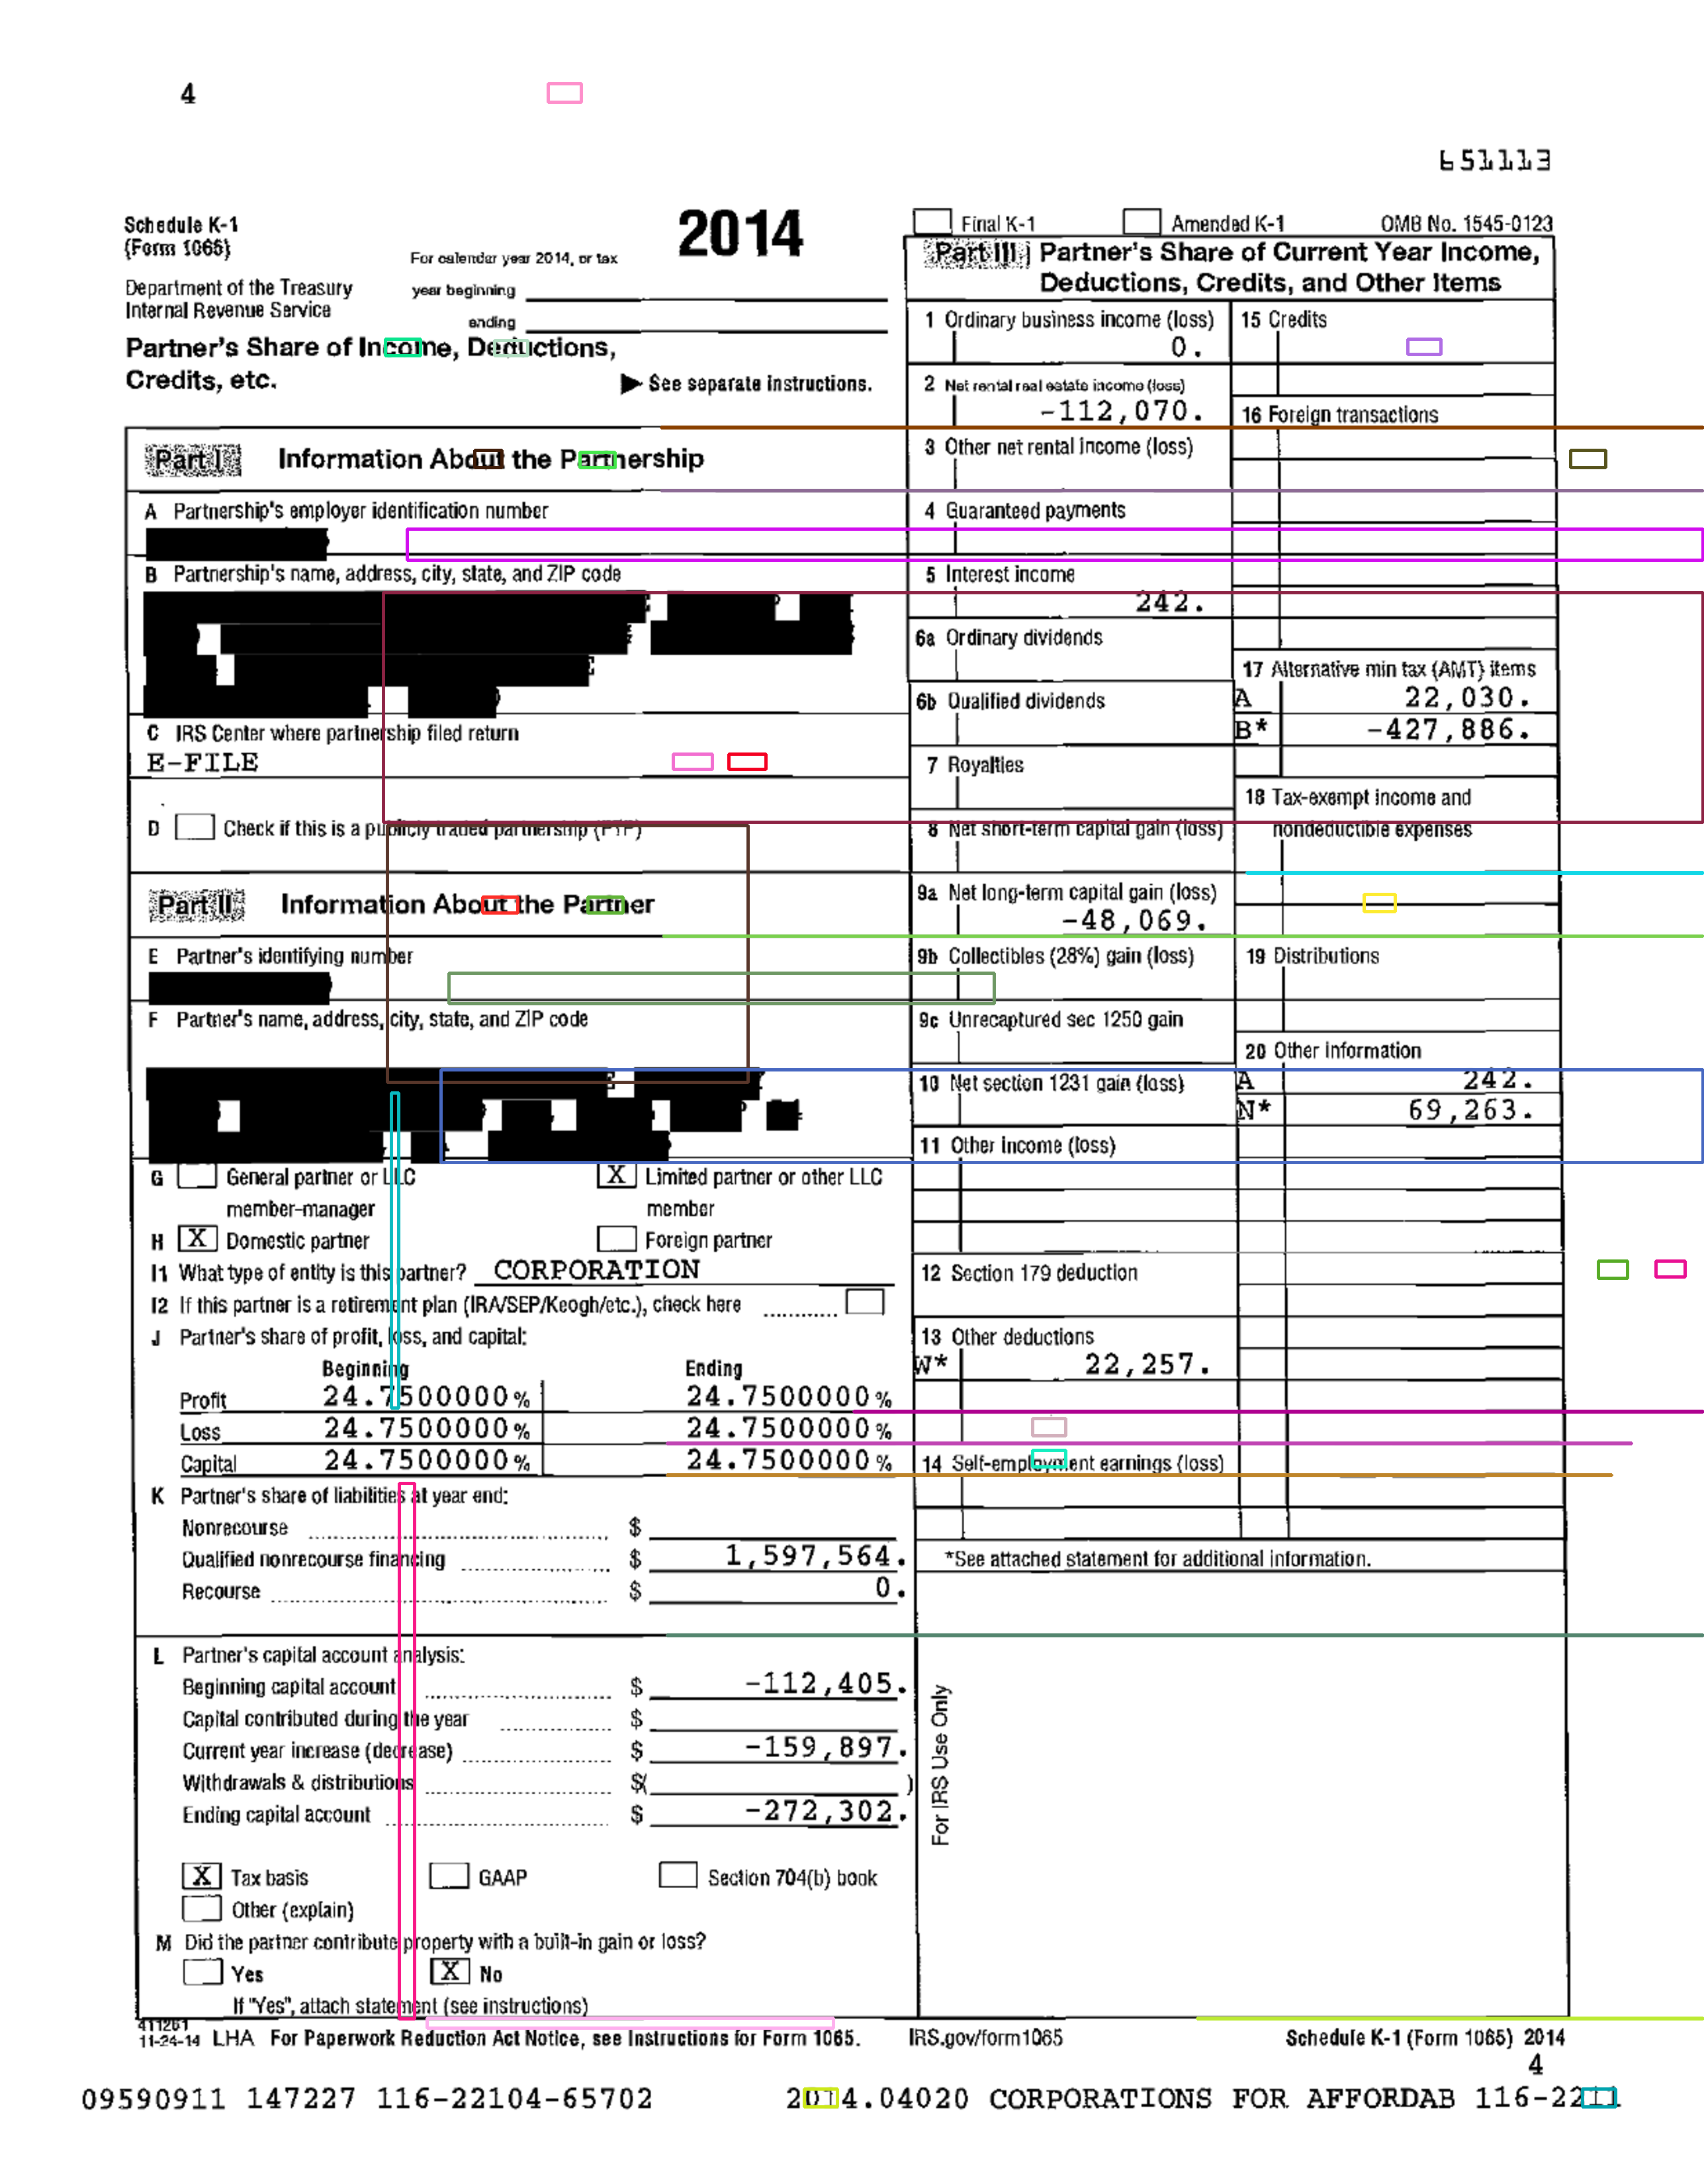 4
651113
Schedule K-1
(Form 1065)
2014
For calendar year 2014, or tax
year beginning
ending
Department of the Treasury
Internal Revenue Service
Partner's Share of Income, Deductions,
Credits, etc.
► See separate instructions.
Final K-1 Amended K-1 OMB No. 1545-0123
Part III Partner's Share of Current Year Income,
Deductions, Credits, and Other Items
Part I Information About the Partnership
A Partnership's employer identification number
B Partnership's name, address, city, state, and ZIP code
C IRS Center where partnership filed return
E-FILE
D Check if this is a publicly traded partnership (PTP)
Part II Information About the Partner
E Partner's identifying number
F Partner's name, address, city, state, and ZIP code
G General partner or LLC
member-manager
X Limited partner or other LLC
member
H X Domestic partner
Foreign partner
I1 What type of entity is this partner? CORPORATION
I2 If this partner is a retirement plan (IRA/SEP/Keogh/etc.), check here
J Partner's share of profit, loss, and capital:
Beginning Ending
Profit 24.7500000 % 24.7500000 %
Loss 24.7500000 % 24.7500000 %
Capital 24.7500000 % 24.7500000 %
K Partner's share of liabilities at year end:
Nonrecourse $
Qualified nonrecourse financing $ 1,597,564.
Recourse $ 0.
L Partner's capital account analysis:
Beginning capital account $ -112,405.
Capital contributed during the year $
Current year increase (decrease) $ -159,897.
Withdrawals & distributions $( )
Ending capital account $ -272,302.
X Tax basis GAAP Section 704(b) book
Other (explain)
M Did the partner contribute property with a built-in gain or loss?
Yes X No
If "Yes", attach statement (see instructions)
1 Ordinary business income (loss)
0.
2 Net rental real estate income (loss)
-112,070.
3 Other net rental income (loss)
4 Guaranteed payments
5 Interest income
242.
6a Ordinary dividends
6b Qualified dividends
7 Royalties
8 Net short-term capital gain (loss)
9a Net long-term capital gain (loss)
-48,069.
9b Collectibles (28%) gain (loss)
9c Unrecaptured sec 1250 gain
10 Net section 1231 gain (loss)
11 Other income (loss)
12 Section 179 deduction
13 Other deductions
W* 22,257.
14 Self-employment earnings (loss)
15 Credits
16 Foreign transactions
17 Alternative min tax (AMT) items
A 22,030.
B* -427,886.
18 Tax-exempt income and
nondeductible expenses
19 Distributions
20 Other information
A 242.
N* 69,263.
*See attached statement for additional information.
For IRS Use Only
411261
11-24-14 LHA For Paperwork Reduction Act Notice, see Instructions for Form 1065. IRS.gov/form1065 Schedule K-1 (Form 1065) 2014
4
09590911 147227 116-22104-65702 2014.04020 CORPORATIONS FOR AFFORDAB 116-2211